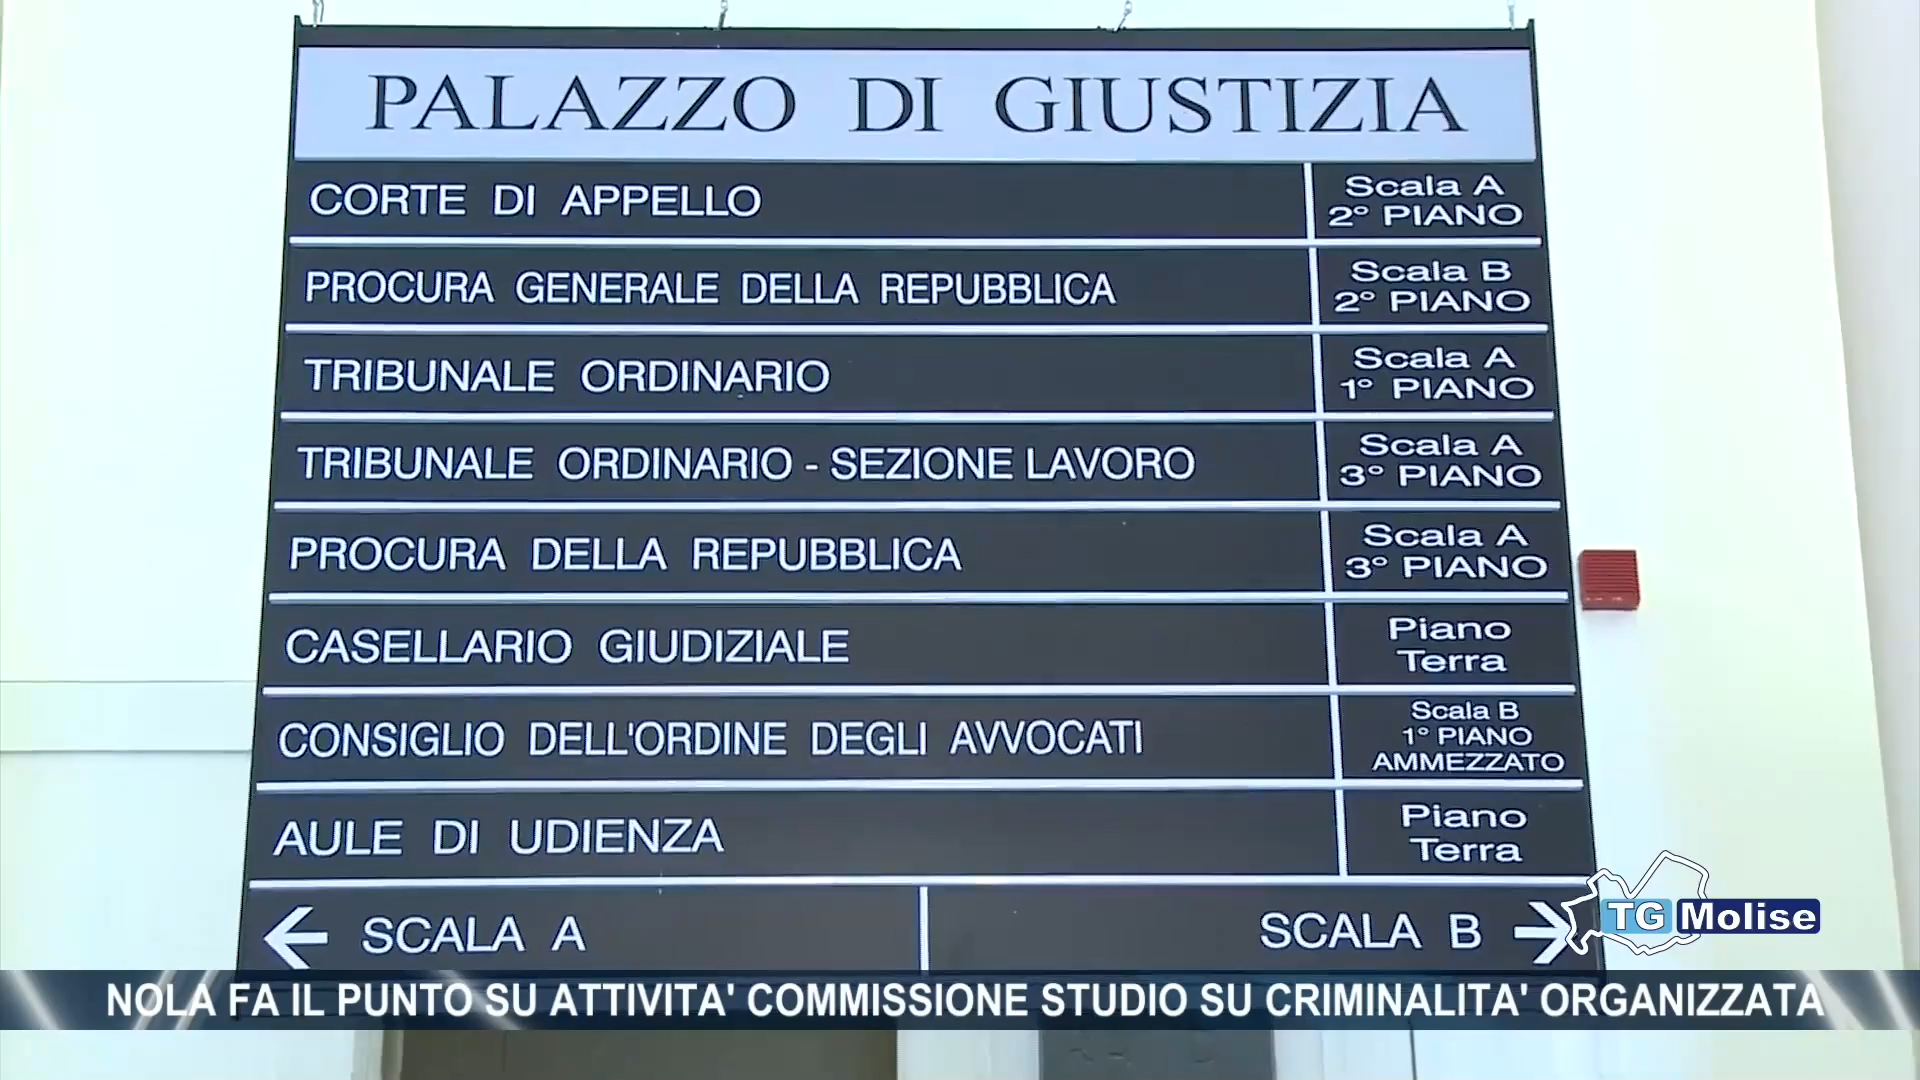 PALAZZO DI GIUSTIZIA
CORTE DI APPELLO
Scala A
2° PIANO
PROCURA GENERALE DELLA REPUBBLICA
Scala B
2° PIANO
TRIBUNALE ORDINARIO
Scala A
1° PIANO
TRIBUNALE ORDINARIO - SEZIONE LAVORO
Scala A
3° PIANO
PROCURA DELLA REPUBBLICA
Scala A
3° PIANO
CASELLARIO GIUDIZIALE
Piano
Terra
CONSIGLIO DELL'ORDINE DEGLI AVVOCATI
Scala B
1° PIANO
AMMEZZATO
AULE DI UDIENZA
Piano
Terra
← SCALA A
SCALA B →
TG Molise
NOLA FA IL PUNTO SU ATTIVITA' COMMISSIONE STUDIO SU CRIMINALITA' ORGANIZZATA